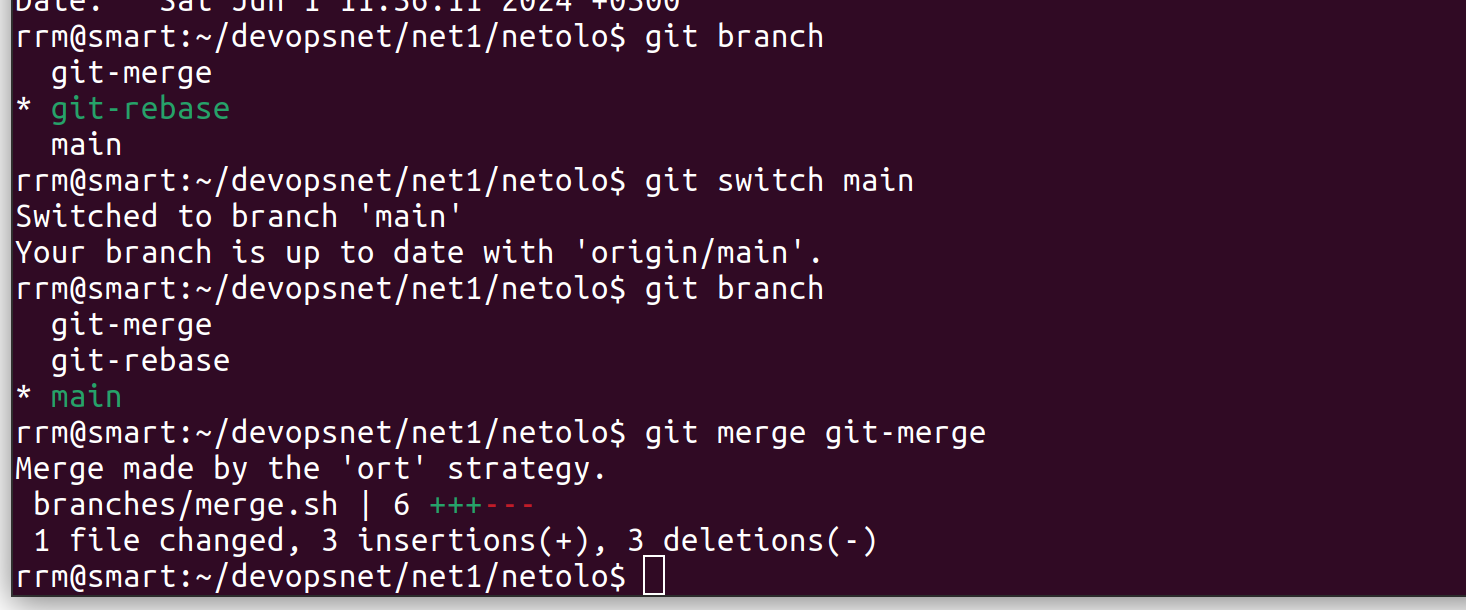 Date:   Sat Jun 1 11:56:11 2024 +0500
rrm@smart:~/devopsnet/net1/netolo$ git branch
  git-merge
* git-rebase
  main
rrm@smart:~/devopsnet/net1/netolo$ git switch main
Switched to branch 'main'
Your branch is up to date with 'origin/main'.
rrm@smart:~/devopsnet/net1/netolo$ git branch
  git-merge
  git-rebase
* main
rrm@smart:~/devopsnet/net1/netolo$ git merge git-merge
Merge made by the 'ort' strategy.
 branches/merge.sh | 6 +++---
 1 file changed, 3 insertions(+), 3 deletions(-)
rrm@smart:~/devopsnet/net1/netolo$